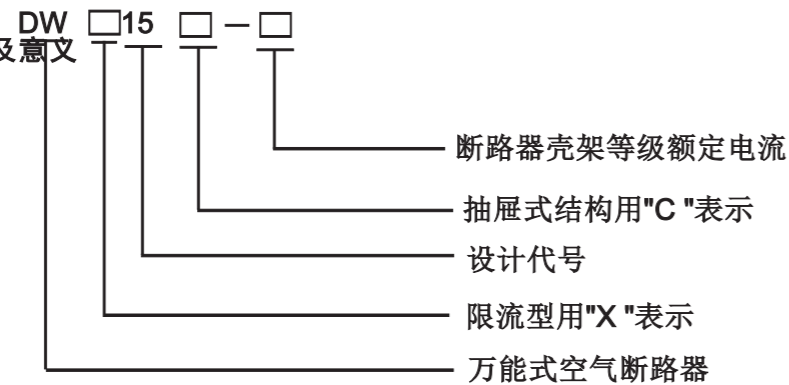 DW □15 □－□
及意义
断路器壳架等级额定电流
抽屉式结构用"C "表示
设计代号
限流型用"X "表示
万能式空气断路器